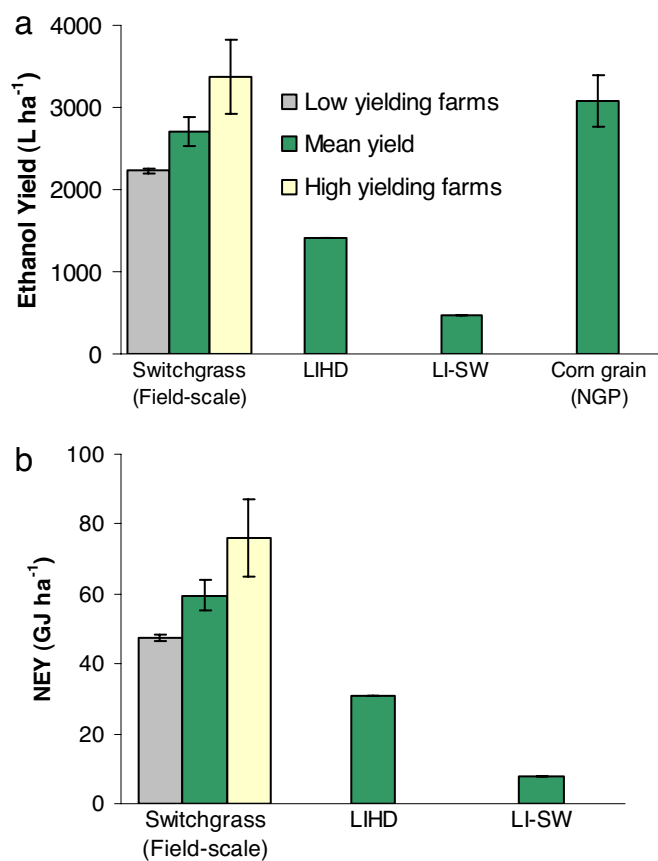 a
Ethanol Yield (L ha⁻¹)
4000
3000
2000
1000
0
Low yielding farms
Mean yield
High yielding farms
Switchgrass
(Field-scale)
LIHD
LI-SW
Corn grain
(NGP)
b
NEY (GJ ha⁻¹)
100
80
60
40
20
0
Switchgrass
(Field-scale)
LIHD
LI-SW